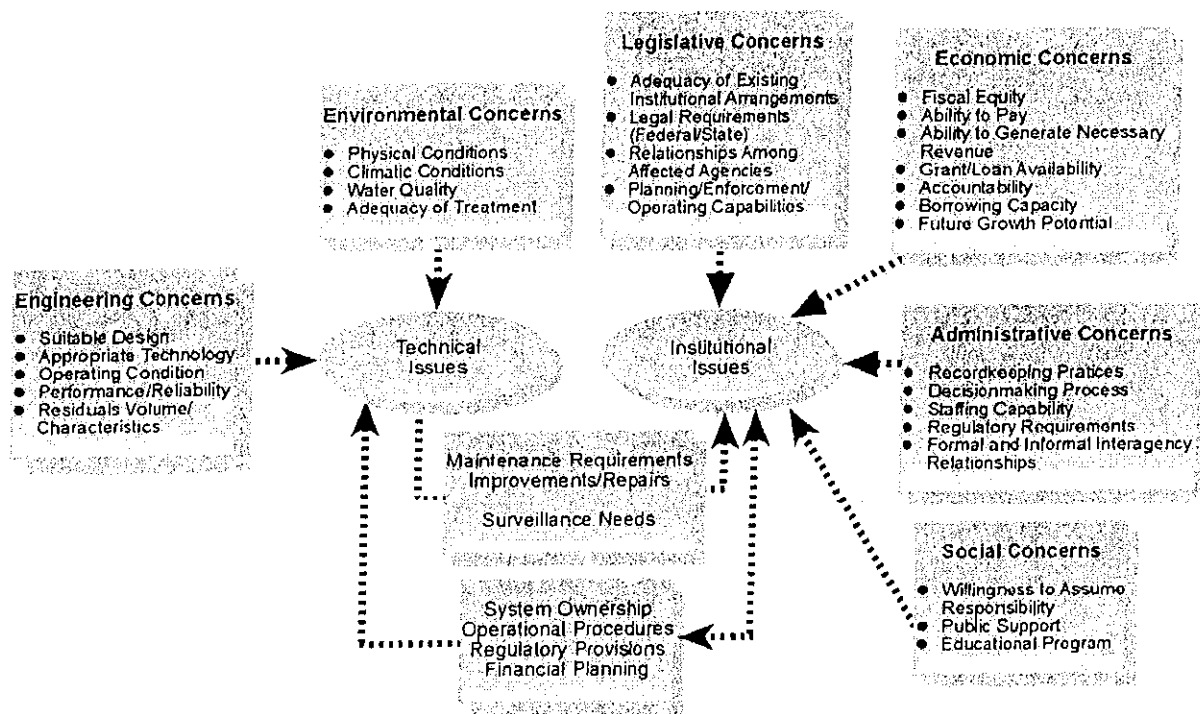 Legislative Concerns
● Adequacy of Existing
Institutional Arrangements
● Legal Requirements
(Federal/State)
● Relationships Among
Affected Agencies
● Planning/Enforcement/
Operating Capabilities
Economic Concerns
● Fiscal Equity
● Ability to Pay
● Ability to Generate Necessary
Revenue
● Grant/Loan Availability
● Accountability
● Borrowing Capacity
● Future Growth Potential
Environmental Concerns
● Physical Conditions
● Climatic Conditions
● Water Quality
● Adequacy of Treatment
Engineering Concerns
● Suitable Design
● Appropriate Technology
● Operating Condition
● Performance/Reliability
● Residuals Volume/
Characteristics
Technical
Issues
Institutional
Issues
Administrative Concerns
● Recordkeeping Pratices
● Decisionmaking Process
● Staffing Capability
● Regulatory Requirements
● Formal and Informal Interagency
Relationships
Maintenance Requirements
Improvements/Repairs
Surveillance Needs
Social Concerns
● Willingness to Assume
Responsibility
● Public Support
● Educational Program
System Ownership
Operational Procedures
Regulatory Provisions
Financial Planning